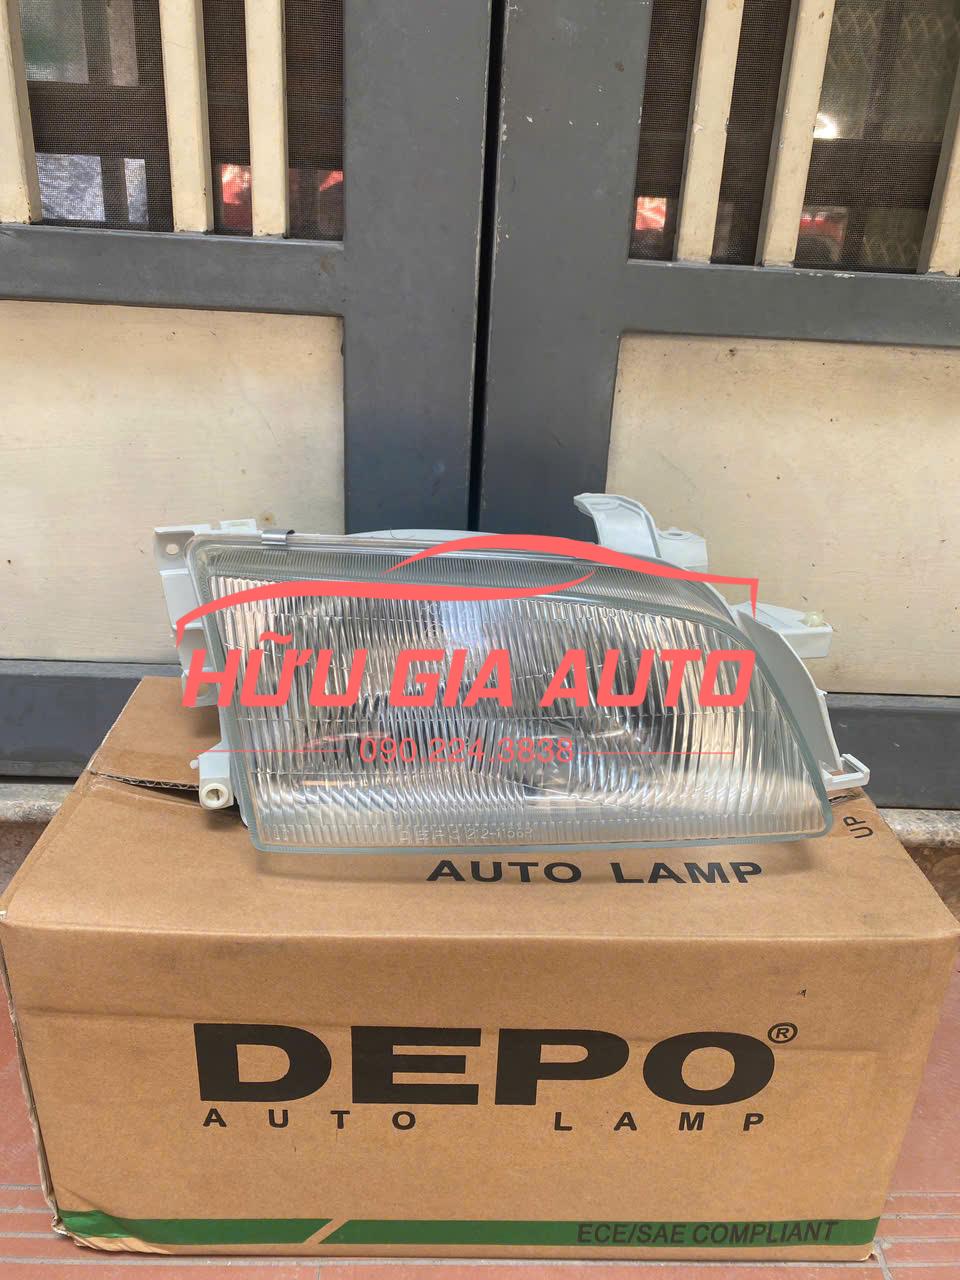 HỮU GIA AUTO
090.224.3838
AUTO LAMP
UP
DEPO®
AUTO LAMP
ECE/SAE COMPLIANT